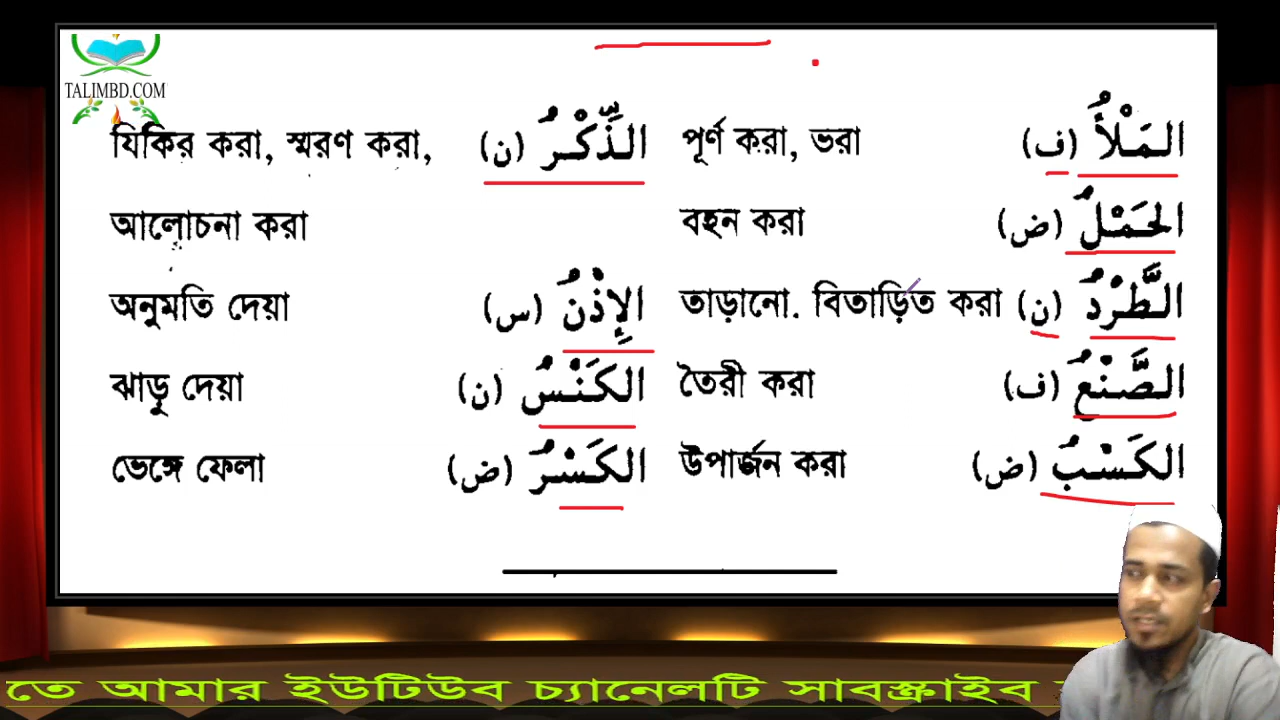 TALIMBD.COM
المَلْأُ (ف) পূর্ণ করা, ভরা الذِّكْرُ (ن) যিকির করা, স্মরণ করা,
الحَمْلُ (ض) বহন করা আলোচনা করা
الطَّرْدُ (ن) তাড়ানো. বিতাড়িত করা الإِذْنُ (س) অনুমতি দেয়া
الصَّنْعُ (ف) তৈরী করা الكَنْسُ (ن) ঝাড়ু দেয়া
الكَسْبُ (ض) উপার্জন করা الكَسْرُ (ض) ভেঙ্গে ফেলা
তে আমার ইউটিউব চ্যানেলটি সাবস্ক্রাইব